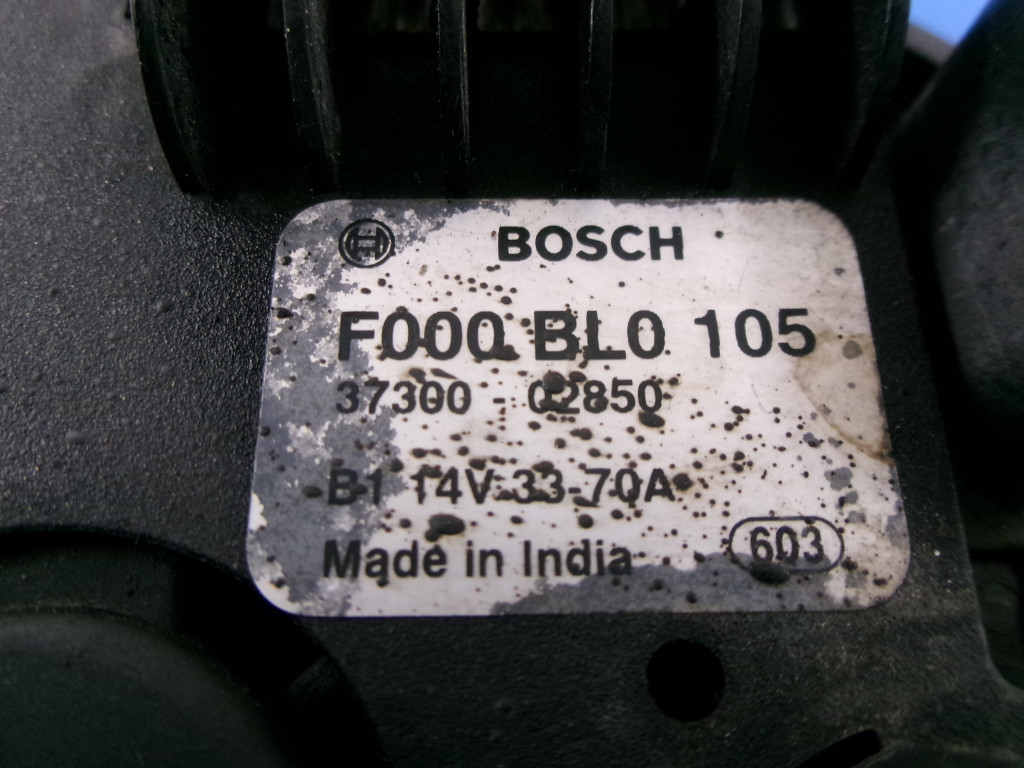 BOSCH
F000 BL0 105
37300 - 02850
B1 14V 33-70A
Made in India 603